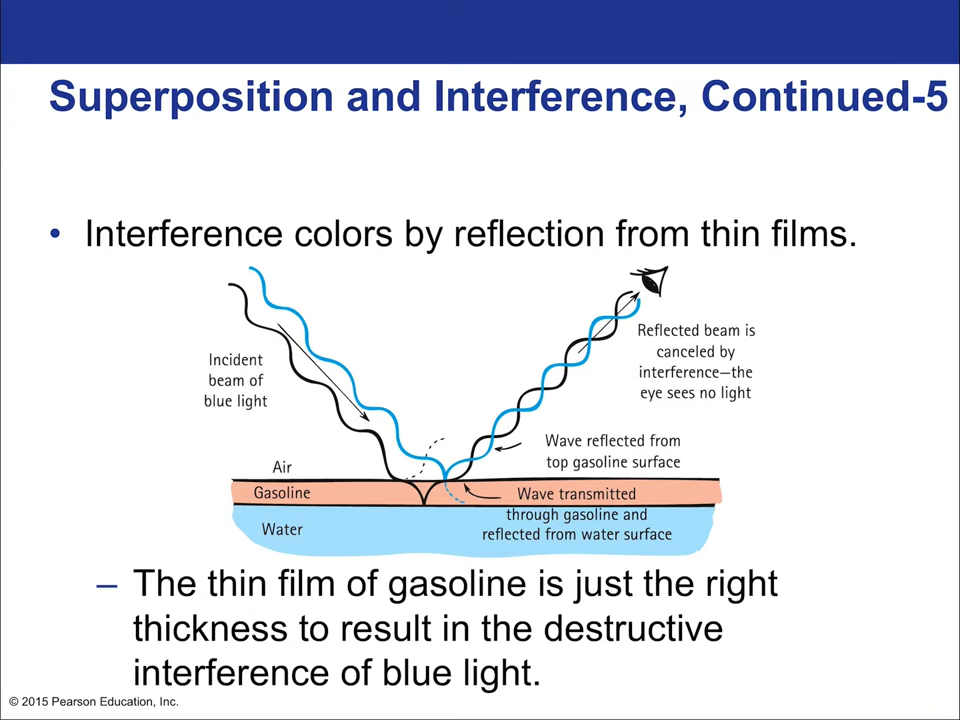 Superposition and Interference, Continued-5
• Interference colors by reflection from thin films.
Incident
beam of
blue light
Reflected beam is
canceled by
interference—the
eye sees no light
Wave reflected from
top gasoline surface
Air
Gasoline
Water
Wave transmitted
through gasoline and
reflected from water surface
– The thin film of gasoline is just the right
thickness to result in the destructive
interference of blue light.
© 2015 Pearson Education, Inc.